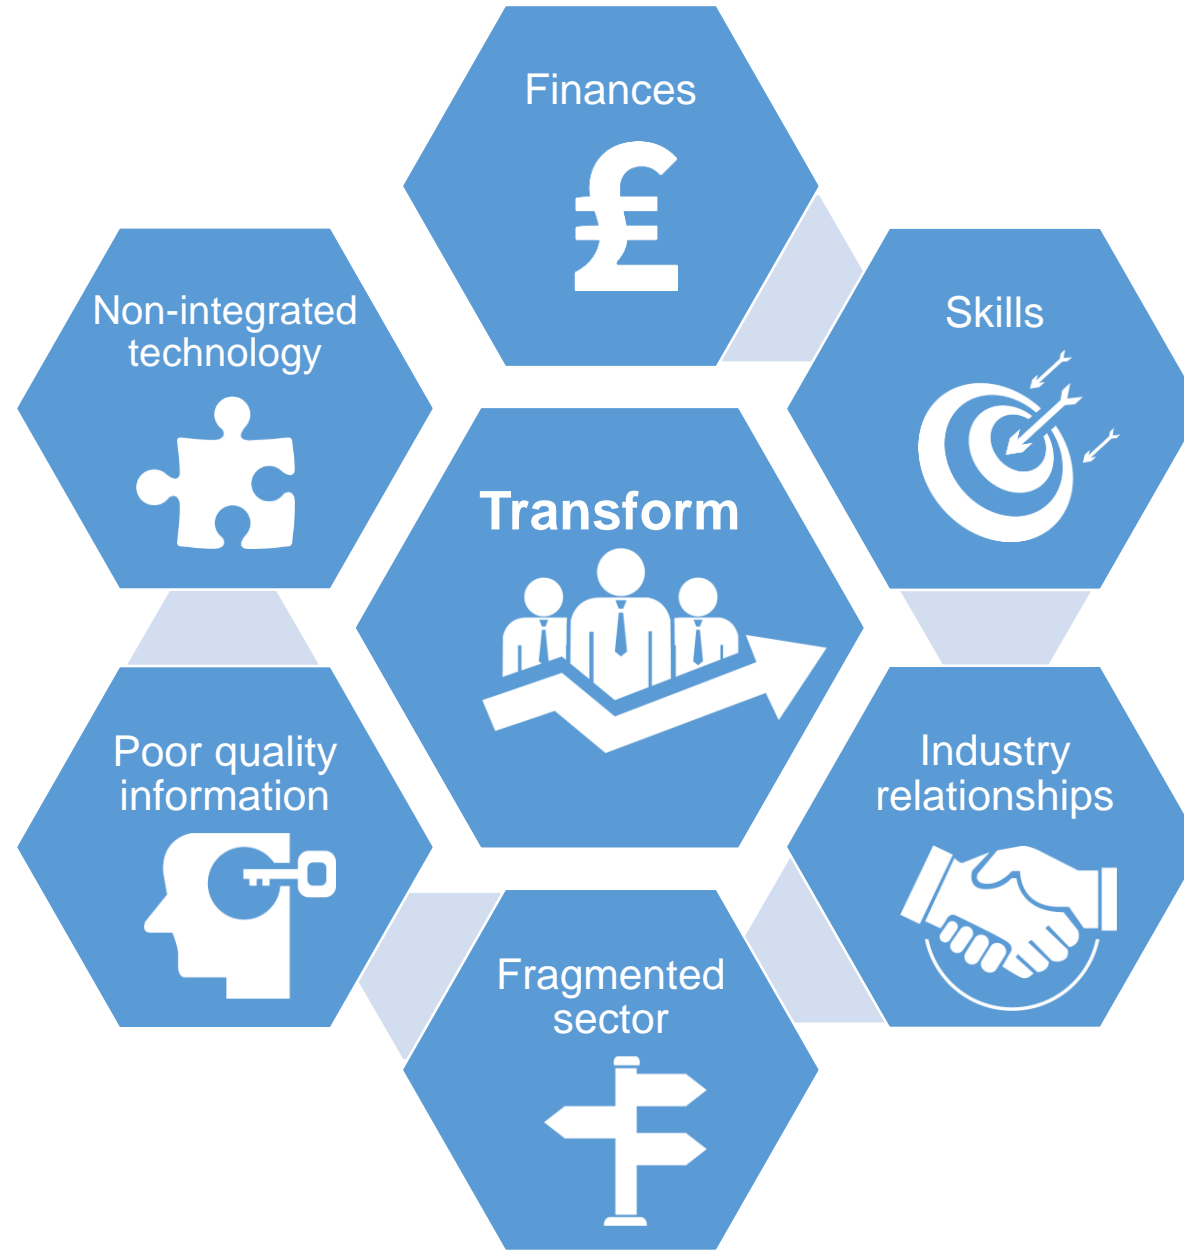 Finances
£
Skills
Non-integrated
technology
Transform
Industry
relationships
Poor quality
information
Fragmented
sector